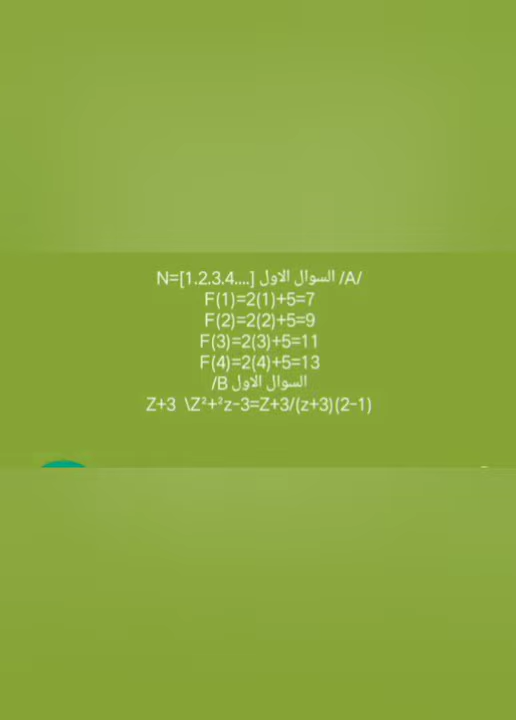 N=[1.2.3.4....] السوال الاول /A/
F(1)=2(1)+5=7
F(2)=2(2)+5=9
F(3)=2(3)+5=11
F(4)=2(4)+5=13
/B السوال الاول
Z+3 \Z²+²z-3=Z+3/(z+3)(2-1)